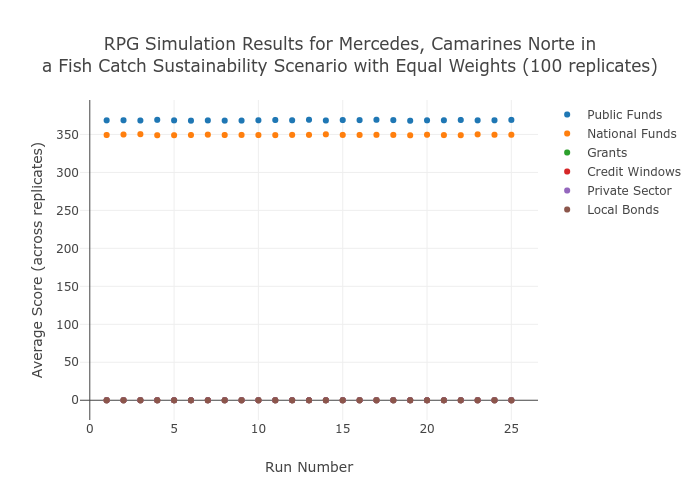 RPG Simulation Results for Mercedes, Camarines Norte in
a Fish Catch Sustainability Scenario with Equal Weights (100 replicates)
Public Funds
National Funds
Grants
Credit Windows
Private Sector
Local Bonds
Average Score (across replicates)
350
300
250
200
150
100
50
0
0
5
10
15
20
25
Run Number